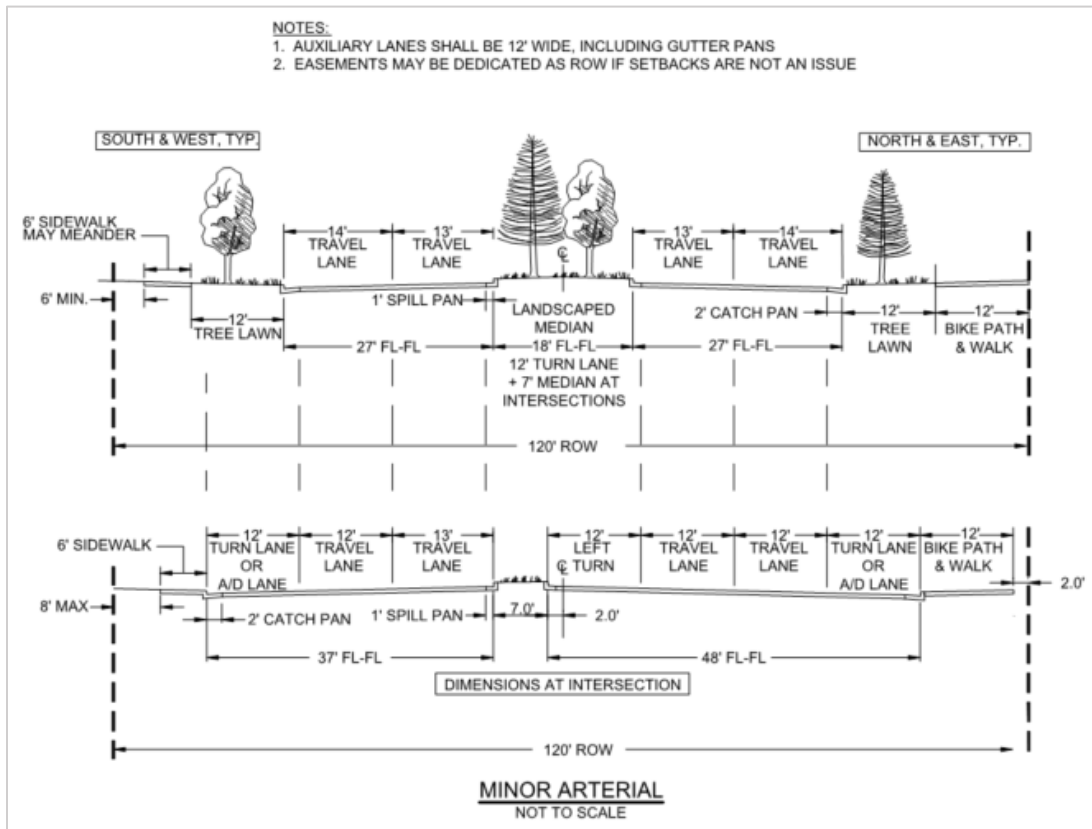 NOTES:
1. AUXILIARY LANES SHALL BE 12' WIDE, INCLUDING GUTTER PANS
2. EASEMENTS MAY BE DEDICATED AS ROW IF SETBACKS ARE NOT AN ISSUE
SOUTH & WEST, TYP.
NORTH & EAST, TYP.
6' SIDEWALK
MAY MEANDER
14'
TRAVEL
LANE
13'
TRAVEL
LANE
13'
TRAVEL
LANE
14'
TRAVEL
LANE
℄
6' MIN.
12'
TREE LAWN
1' SPILL PAN
LANDSCAPED
MEDIAN
2' CATCH PAN
12'
TREE
LAWN
12'
BIKE PATH
& WALK
27' FL-FL
18' FL-FL
27' FL-FL
12' TURN LANE
+ 7' MEDIAN AT
INTERSECTIONS
120' ROW
6' SIDEWALK
12'
TURN LANE
OR
A/D LANE
12'
TRAVEL
LANE
13'
TRAVEL
LANE
12'
LEFT
℄ TURN
12'
TRAVEL
LANE
12'
TRAVEL
LANE
12'
TURN LANE
OR
A/D LANE
12'
BIKE PATH
& WALK
2.0'
8' MAX
2' CATCH PAN
1' SPILL PAN
7.0'
2.0'
37' FL-FL
48' FL-FL
DIMENSIONS AT INTERSECTION
120' ROW
MINOR ARTERIAL
NOT TO SCALE